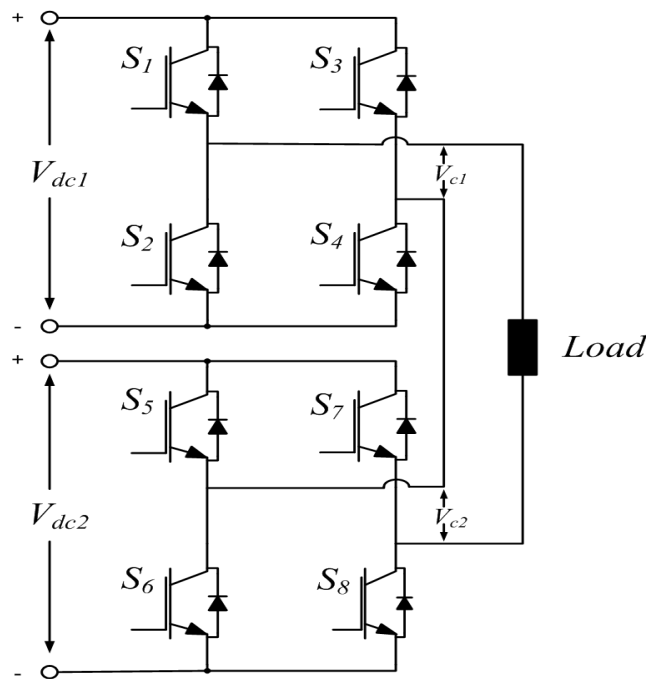 +
S1
S3
Vdc1
Vc1
S2
S4
-
Load
+
S5
S7
Vdc2
Vc2
S6
S8
-